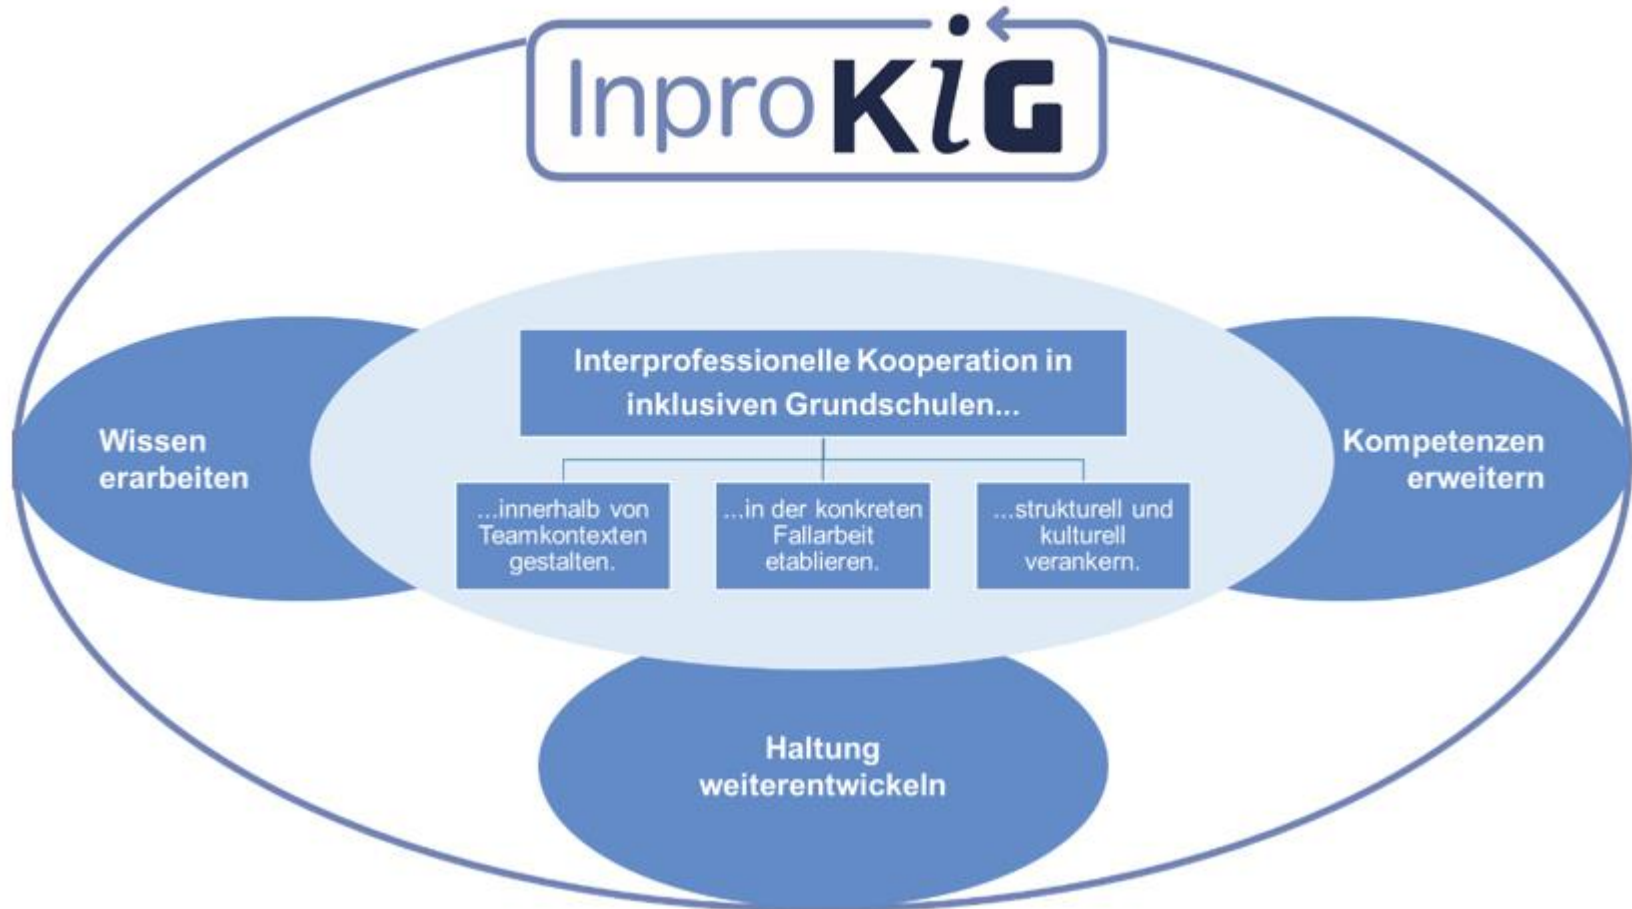 InproKiG
Interprofessionelle Kooperation in
inklusiven Grundschulen...
...innerhalb von
Teamkontexten
gestalten.
...in der konkreten
Fallarbeit
etablieren.
...strukturell und
kulturell
verankern.
Wissen
erarbeiten
Kompetenzen
erweitern
Haltung
weiterentwickeln